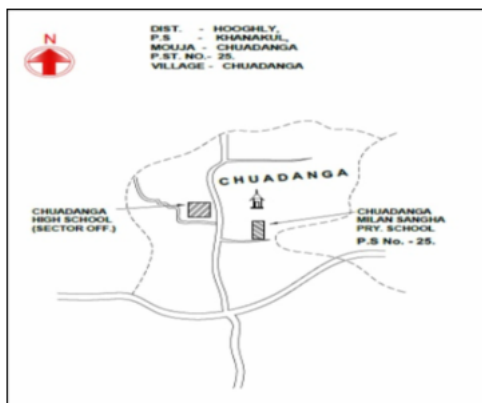 N
DIST. - HOOGHLY,
P.S - KHANAKUL,
MOUJA - CHUADANGA
P.ST. NO.- 25.
VILLAGE - CHUADANGA
CHUADANGA
CHUADANGA
HIGH SCHOOL
(SECTOR OFF.)
CHUADANGA
MILAN SANGHA
PRY. SCHOOL
P.S No. - 25.